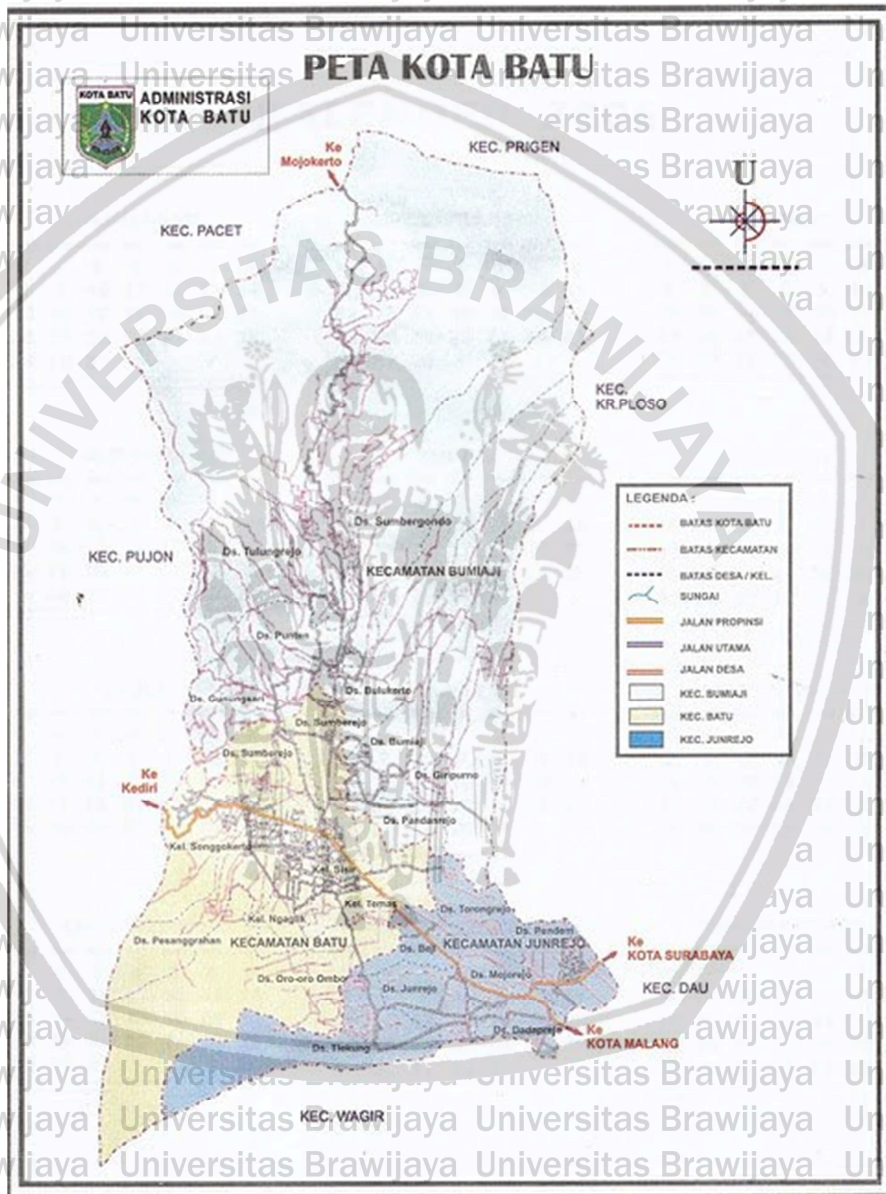 PETA KOTA BATU
KOTA BATU
ADMINISTRASI
KOTA BATU
Ke
Mojokerto
KEC. PRIGEN
U
KEC. PACET
KEC.
KR.PLOSO
LEGENDA :
BATAS KOTA BATU
BATAS KECAMATAN
BATAS DESA / KEL.
SUNGAI
JALAN PROPINSI
JALAN UTAMA
JALAN DESA
KEC. BUMIAJI
KEC. BATU
KEC. JUNREJO
Ds. Sumbergondo
Ds. Tulungrejo
KEC. PUJON
KECAMATAN BUMIAJI
Ds. Punten
Ds. Gunungsari
Ds. Bulukerto
Ds. Sumberejo
Ds. Bumiaji
Ds. Sumberejo
Ds. Giripurno
Ke
Kediri
Ds. Pandanrejo
Kel. Songgokerto
Kel. Sisir
Kel. Temas
Ds. Torongrejo
Kel. Ngaglik
Ds. Pendem
Ds. Pesanggrahan
KECAMATAN BATU
Ds. Beji
KECAMATAN JUNREJO
Ke
KOTA SURABAYA
Ds. Oro-oro Ombo
Ds. Mojorejo
Ds. Junrejo
KEC. DAU
Ds. Dadaprejo
Ke
KOTA MALANG
Ds. Tlekung
KEC. WAGIR
UNIVERSITAS BRAWIJAYA
Universitas Brawijaya